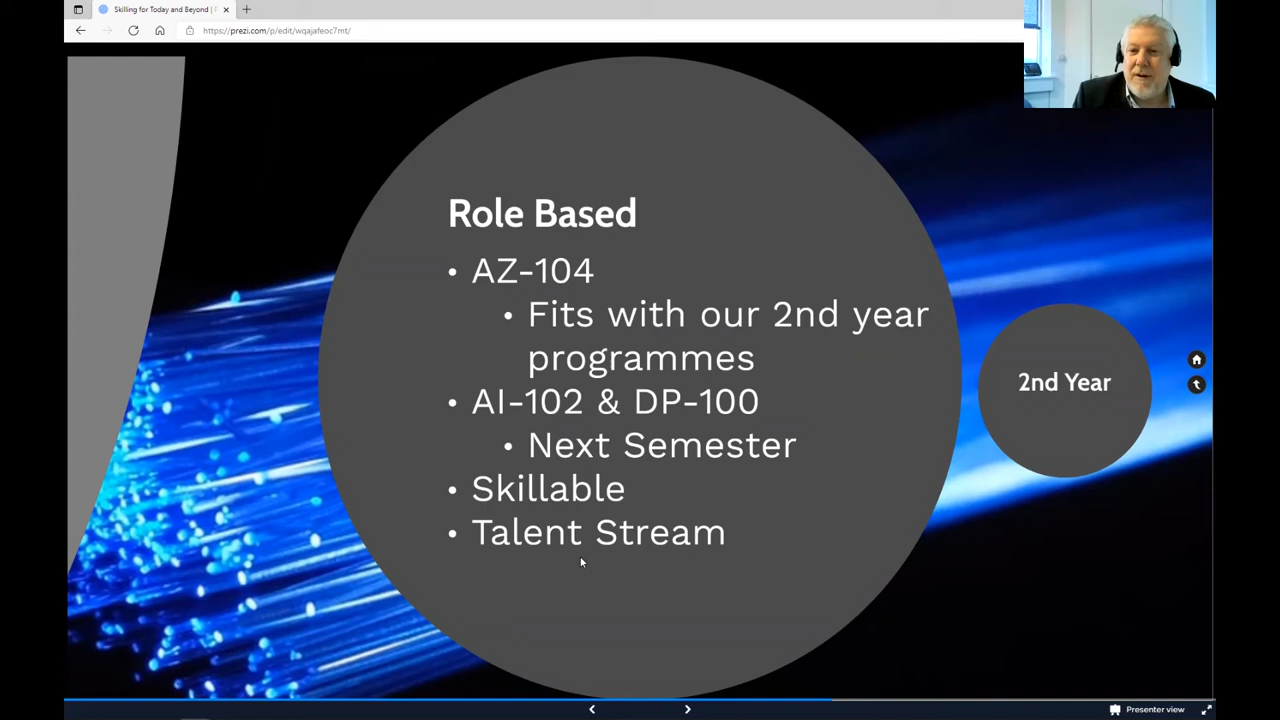 Skilling for Today and Beyond |
https://prezi.com/p/edit/wqajafeoc7mt/
Role Based
• AZ-104
• Fits with our 2nd year
programmes
• AI-102 & DP-100
• Next Semester
• Skillable
• Talent Stream
2nd Year
Presenter view